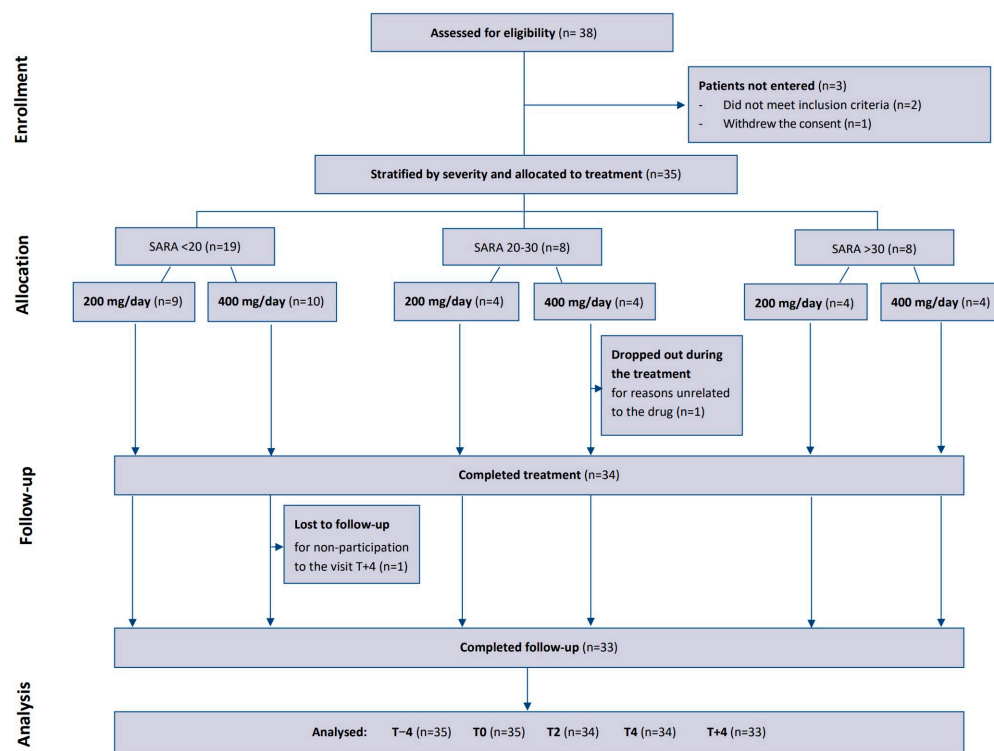 Enrollment
Assessed for eligibility (n= 38)
Patients not entered (n=3)
- Did not meet inclusion criteria (n=2)
- Withdrew the consent (n=1)
Stratified by severity and allocated to treatment (n=35)
Allocation
SARA <20 (n=19)
SARA 20-30 (n=8)
SARA >30 (n=8)
200 mg/day (n=9)
400 mg/day (n=10)
200 mg/day (n=4)
400 mg/day (n=4)
200 mg/day (n=4)
400 mg/day (n=4)
Dropped out during
the treatment
for reasons unrelated
to the drug (n=1)
Follow-up
Completed treatment (n=34)
Lost to follow-up
for non-participation
to the visit T+4 (n=1)
Completed follow-up (n=33)
Analysis
Analysed: T−4 (n=35) T0 (n=35) T2 (n=34) T4 (n=34) T+4 (n=33)